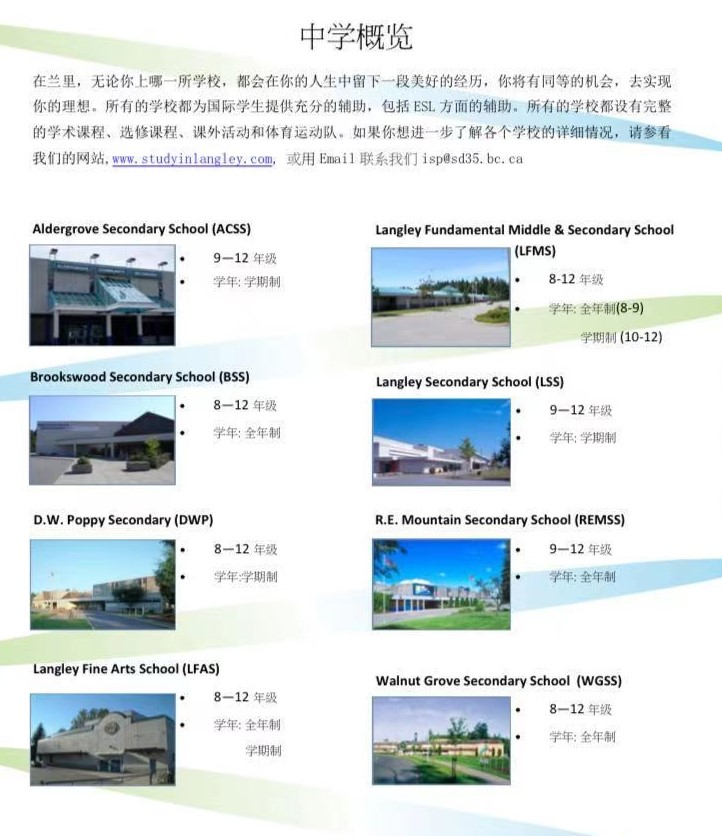 中学概览
在兰里，无论你上哪一所学校，都会在你的人生中留下一段美好的经历，你将有同等的机会，去实现
你的理想。所有的学校都为国际学生提供充分的辅助，包括 ESL 方面的辅助。所有的学校都设有完整
的学术课程、选修课程、课外活动和体育运动队。如果你想进一步了解各个学校的详细情况，请参看
我们的网站,www.studyinlangley.com, 或用 Email 联系我们 isp@sd35.bc.ca
Aldergrove Secondary School (ACSS)
• 9—12 年级
• 学年: 学期制
Brookswood Secondary School (BSS)
• 8—12 年级
• 学年: 全年制
D.W. Poppy Secondary (DWP)
• 8—12 年级
• 学年:学期制
Langley Fine Arts School (LFAS)
• 8—12 年级
• 学年: 全年制
学期制
Langley Fundamental Middle & Secondary School
(LFMS)
• 8-12 年级
• 学年: 全年制(8-9)
学期制 (10-12)
Langley Secondary School (LSS)
• 9—12 年级
• 学年: 学期制
R.E. Mountain Secondary School (REMSS)
• 9—12 年级
• 学年: 全年制
Walnut Grove Secondary School (WGSS)
• 8—12 年级
• 学年: 全年制